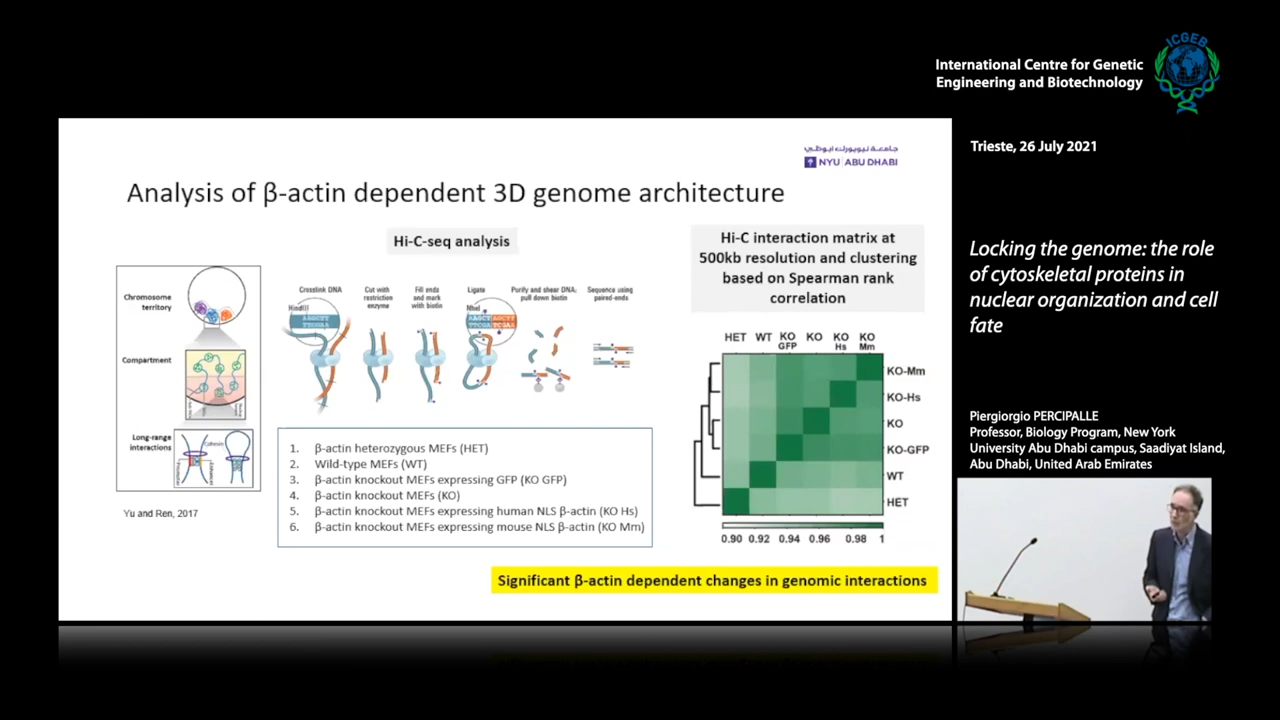 International Centre for Genetic
Engineering and Biotechnology
ICGEB
Trieste, 26 July 2021
Locking the genome: the role
of cytoskeletal proteins in
nuclear organization and cell
fate
Piergiorgio PERCIPALLE
Professor, Biology Program, New York
University Abu Dhabi campus, Saadiyat Island,
Abu Dhabi, United Arab Emirates
جامعة نيويورك أبوظبي
NYU ABU DHABI
Analysis of β-actin dependent 3D genome architecture
Hi-C-seq analysis
Chromosome
territory
Compartment
Long-range
interactions
Cohesin
Yu and Ren, 2017
Crosslink DNA
Cut with
restriction
enzyme
Fill ends
and mark
with biotin
Ligate
Purify and shear DNA;
pull down biotin
Sequence using
paired-ends
HindIII
AAGCTT
TTCGAA
NheI
1. β-actin heterozygous MEFs (HET)
2. Wild-type MEFs (WT)
3. β-actin knockout MEFs expressing GFP (KO GFP)
4. β-actin knockout MEFs (KO)
5. β-actin knockout MEFs expressing human NLS β-actin (KO Hs)
6. β-actin knockout MEFs expressing mouse NLS β-actin (KO Mm)
Hi-C interaction matrix at
500kb resolution and clustering
based on Spearman rank
correlation
HET WT KO GFP KO KO Hs KO Mm
KO-Mm
KO-Hs
KO
KO-GFP
WT
HET
0.90 0.92 0.94 0.96 0.98 1
Significant β-actin dependent changes in genomic interactions